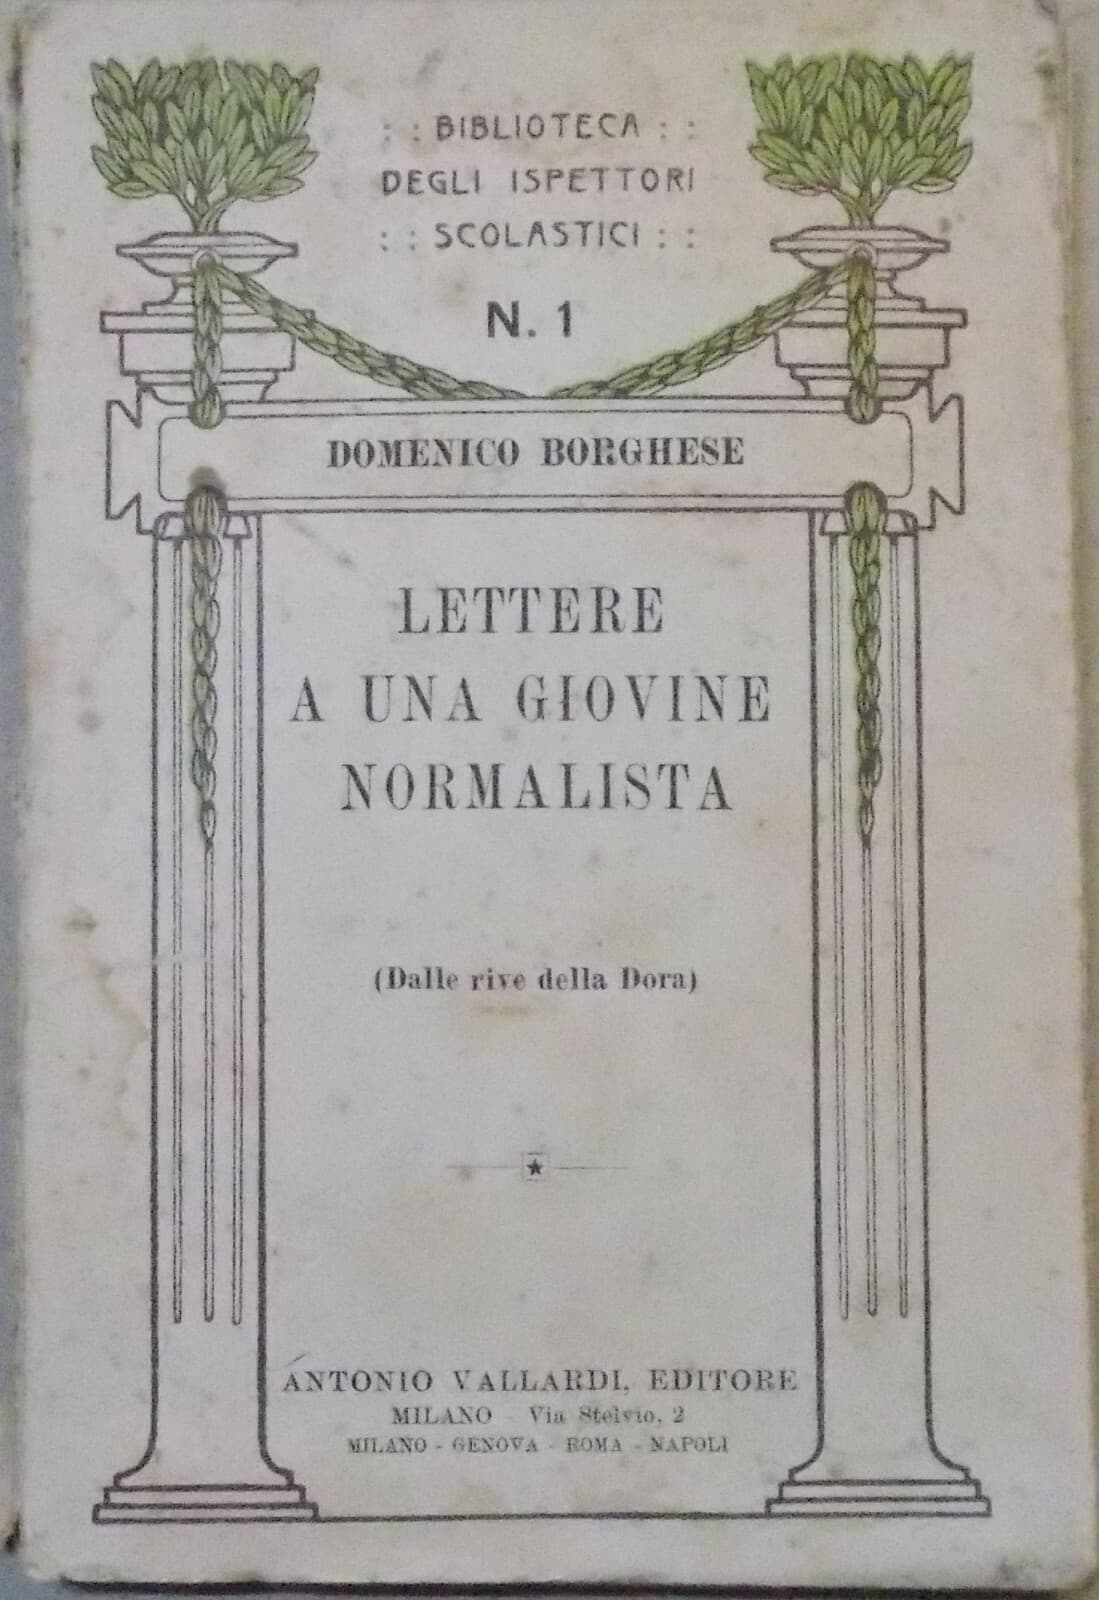 : : BIBLIOTECA : :
DEGLI ISPETTORI
: : SCOLASTICI : :
N. 1
DOMENICO BORGHESE
LETTERE
A UNA GIOVINE
NORMALISTA
(Dalle rive della Dora)
ANTONIO VALLARDI, EDITORE
MILANO - Via Stelvio, 2
MILANO - GENOVA - ROMA - NAPOLI